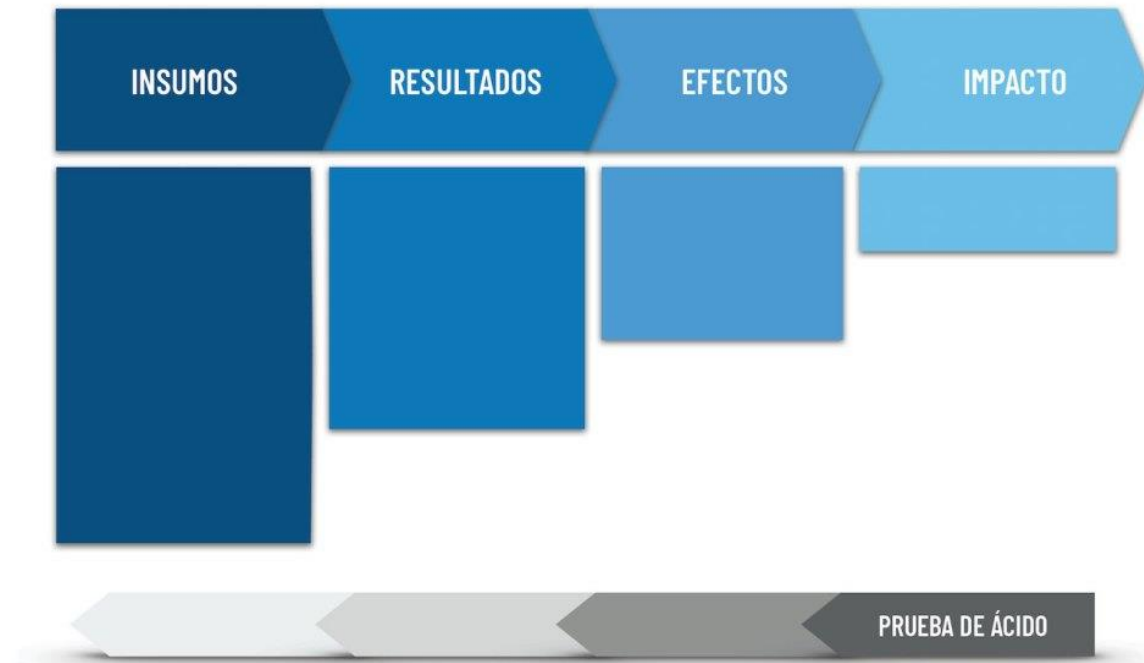 INSUMOS
RESULTADOS
EFECTOS
IMPACTO
PRUEBA DE ÁCIDO